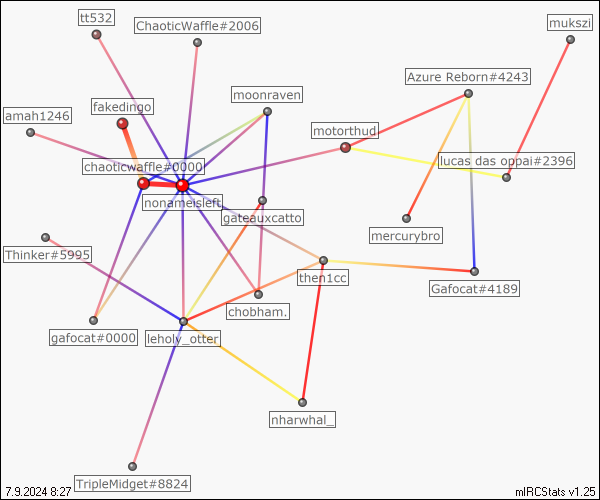 tt532
ChaoticWaffle#2006
mukszi
Azure Reborn#4243
moonraven
fakedingo
amah1246
motorthud
lucas das oppai#2396
chaoticwaffle#0000
nonameisleft
gateauxcatto
mercurybro
Thinker#5995
then1cc
Gafocat#4189
chobham.
gafocat#0000
leholy_otter
nharwhal_
TripleMidget#8824
7.9.2024 8:27
mIRCStats v1.25